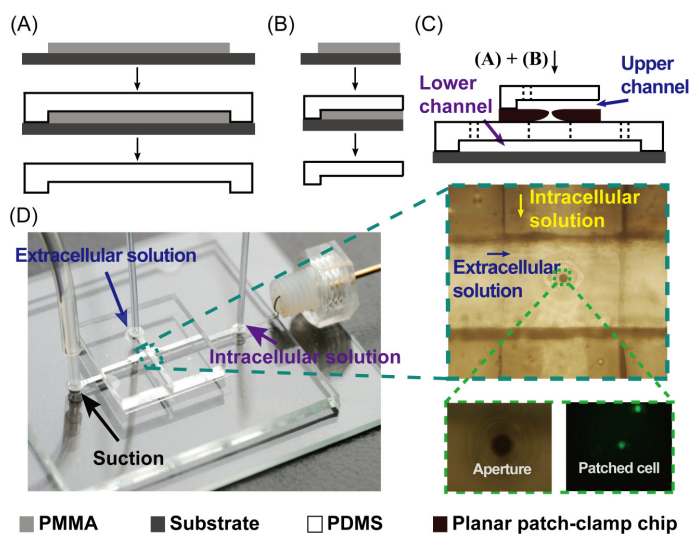 (A)
(B)
(C)
(A) + (B)
Upper
channel
Lower
channel
(D)
Extracellular solution
Intracellular solution
Suction
Intracellular
solution
Extracellular
solution
Aperture
Patched cell
PMMA
Substrate
PDMS
Planar patch-clamp chip